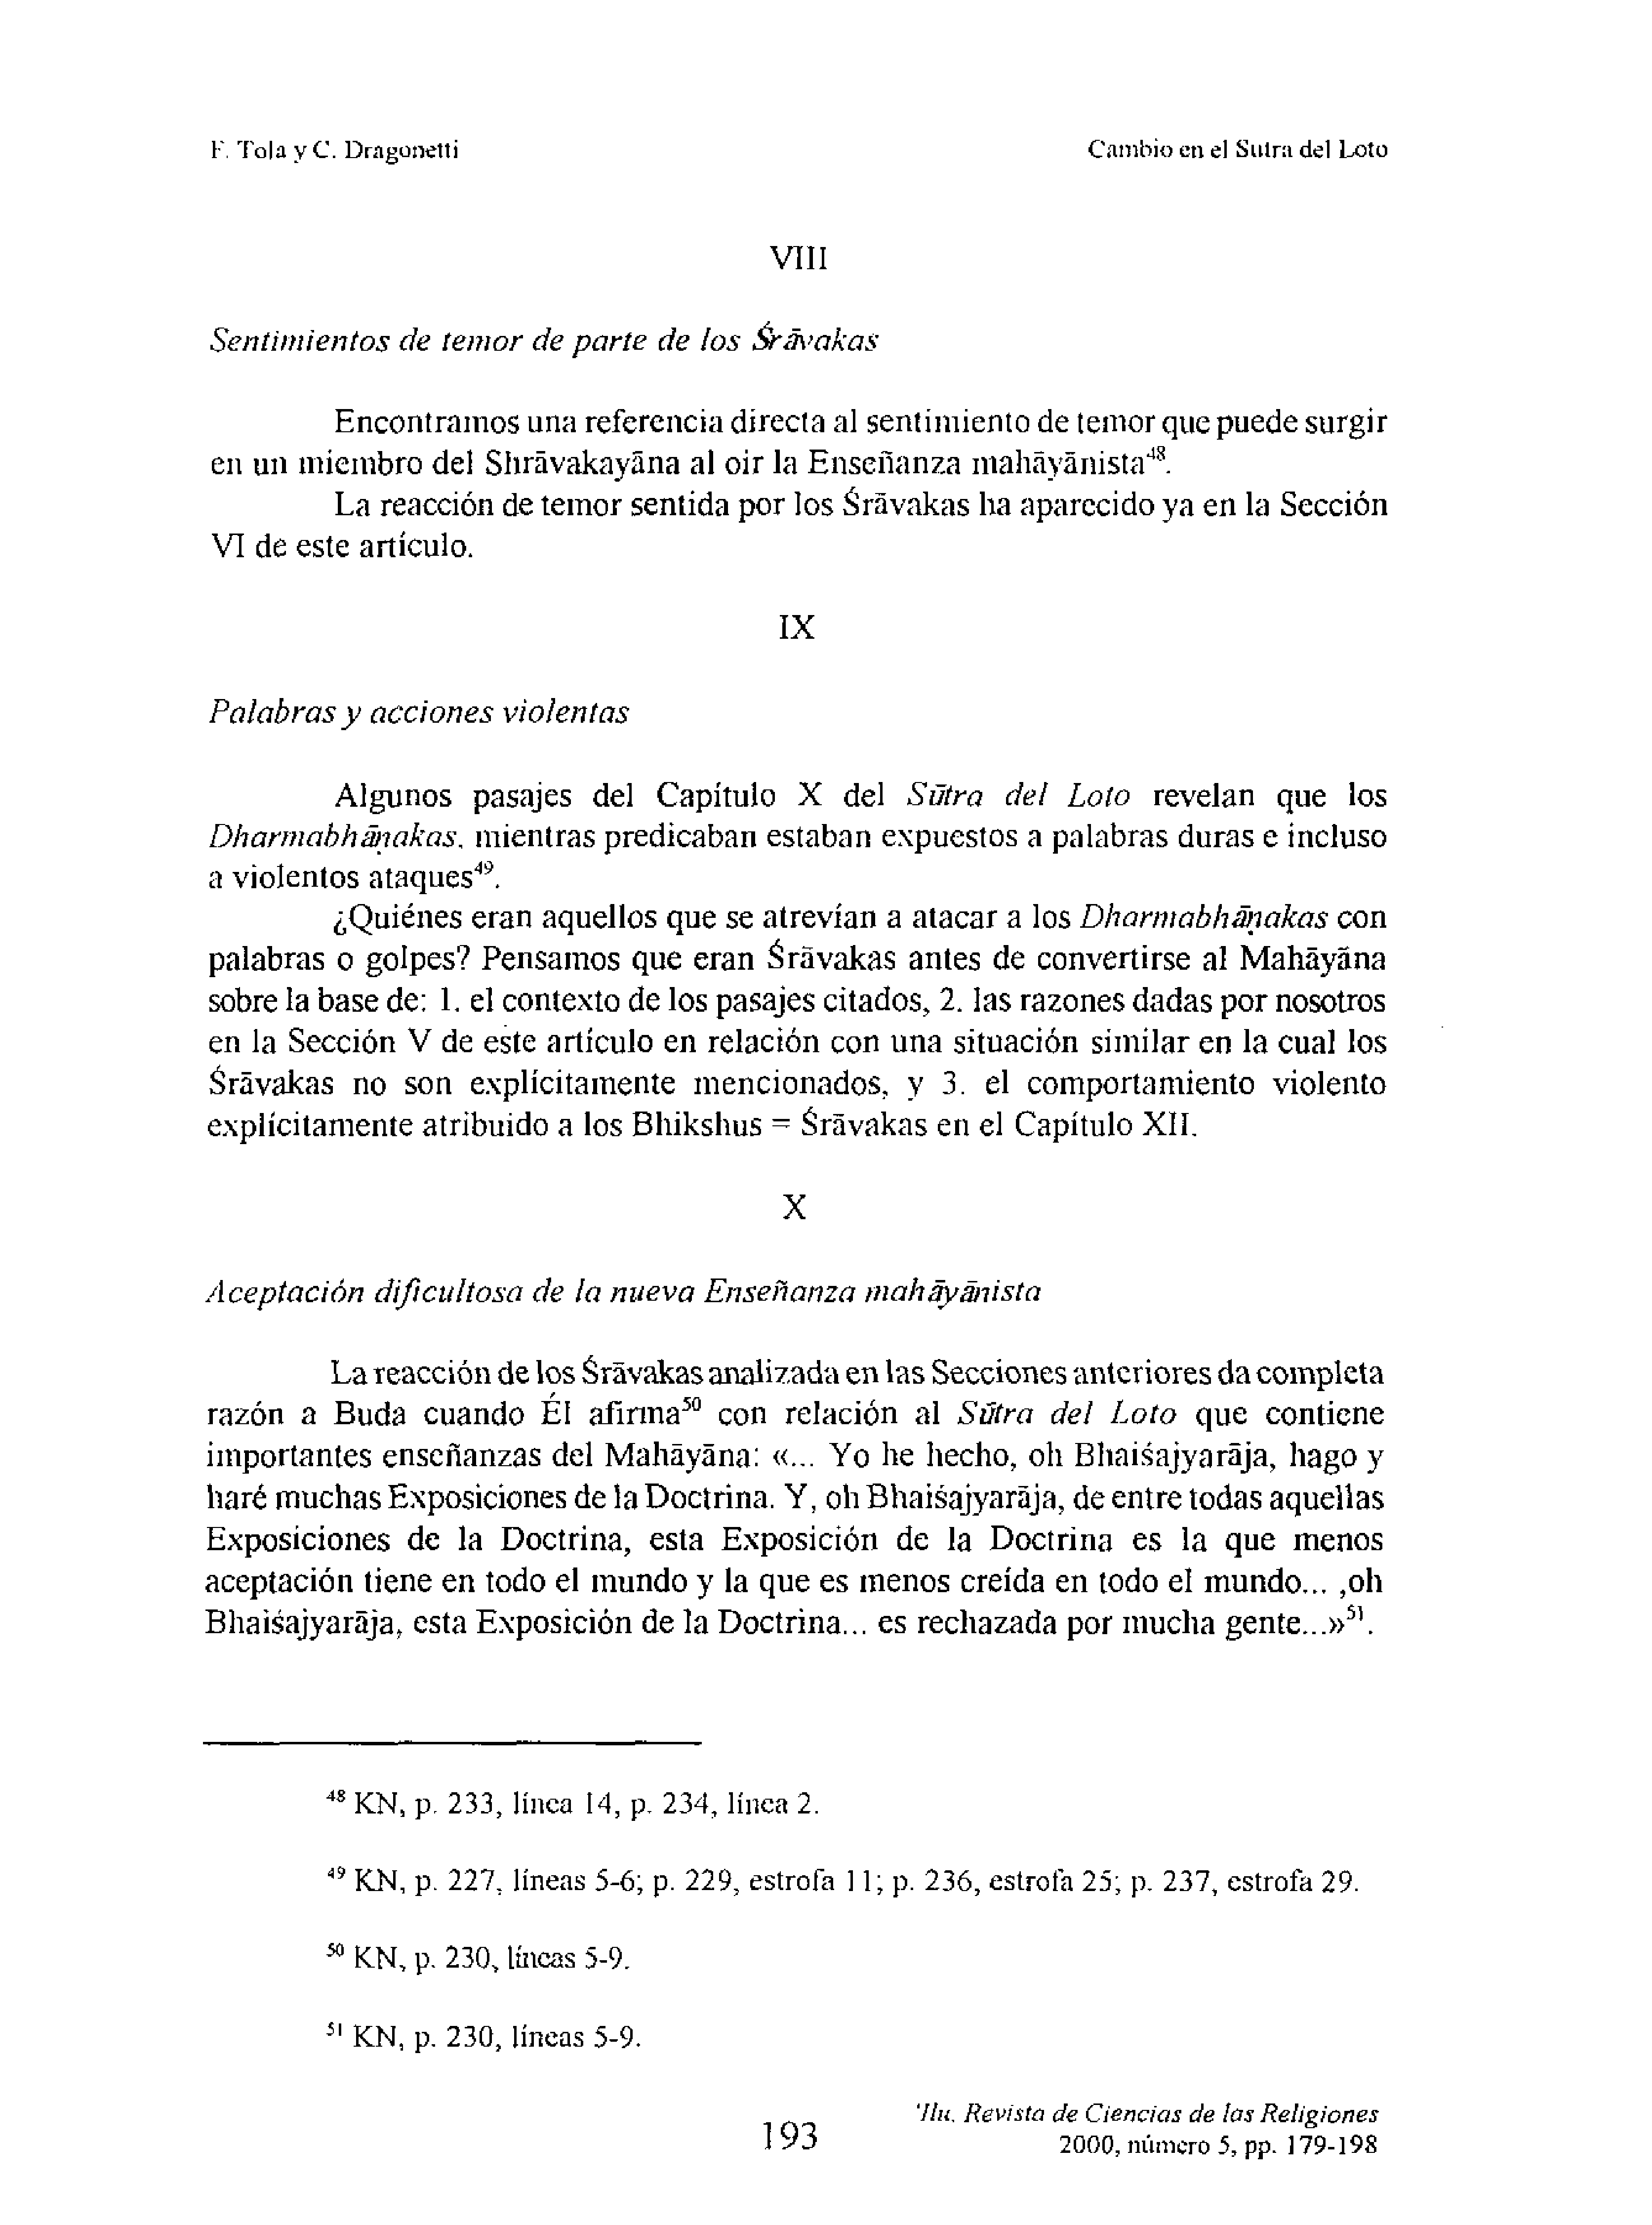 F. Tola y C. Dragonetti
Cambio en el Sutra del Loto
VIII
Sentimientos de temor de parte de los Śrāvakas
Encontramos una referencia directa al sentimiento de temor que puede surgir
en un miembro del Shrāvakayāna al oir la Enseñanza mahāyānista⁴⁸.
La reacción de temor sentida por los Śrāvakas ha aparecido ya en la Sección
VI de este artículo.
IX
Palabras y acciones violentas
Algunos pasajes del Capítulo X del Sūtra del Loto revelan que los
Dharmabhāṇakas, mientras predicaban estaban expuestos a palabras duras e incluso
a violentos ataques⁴⁹.
¿Quiénes eran aquellos que se atrevían a atacar a los Dharmabhāṇakas con
palabras o golpes? Pensamos que eran Śrāvakas antes de convertirse al Mahāyāna
sobre la base de: 1. el contexto de los pasajes citados, 2. las razones dadas por nosotros
en la Sección V de este artículo en relación con una situación similar en la cual los
Śrāvakas no son explícitamente mencionados, y 3. el comportamiento violento
explícitamente atribuido a los Bhikshus = Śrāvakas en el Capítulo XII.
X
Aceptación dificultosa de la nueva Enseñanza mahāyānista
La reacción de los Śrāvakas analizada en las Secciones anteriores da completa
razón a Buda cuando Él afirma⁵⁰ con relación al Sūtra del Loto que contiene
importantes enseñanzas del Mahāyāna: «... Yo he hecho, oh Bhaiśajyarāja, hago y
haré muchas Exposiciones de la Doctrina. Y, oh Bhaiśajyarāja, de entre todas aquellas
Exposiciones de la Doctrina, esta Exposición de la Doctrina es la que menos
aceptación tiene en todo el mundo y la que es menos creída en todo el mundo... ,oh
Bhaiśajyarāja, esta Exposición de la Doctrina... es rechazada por mucha gente...»⁵¹.
⁴⁸ KN, p. 233, línea 14, p. 234, línea 2.
⁴⁹ KN, p. 227, líneas 5-6; p. 229, estrofa 11; p. 236, estrofa 25; p. 237, estrofa 29.
⁵⁰ KN, p. 230, líneas 5-9.
⁵¹ KN, p. 230, líneas 5-9.
'Ilu. Revista de Ciencias de las Religiones
193
2000, número 5, pp. 179-198